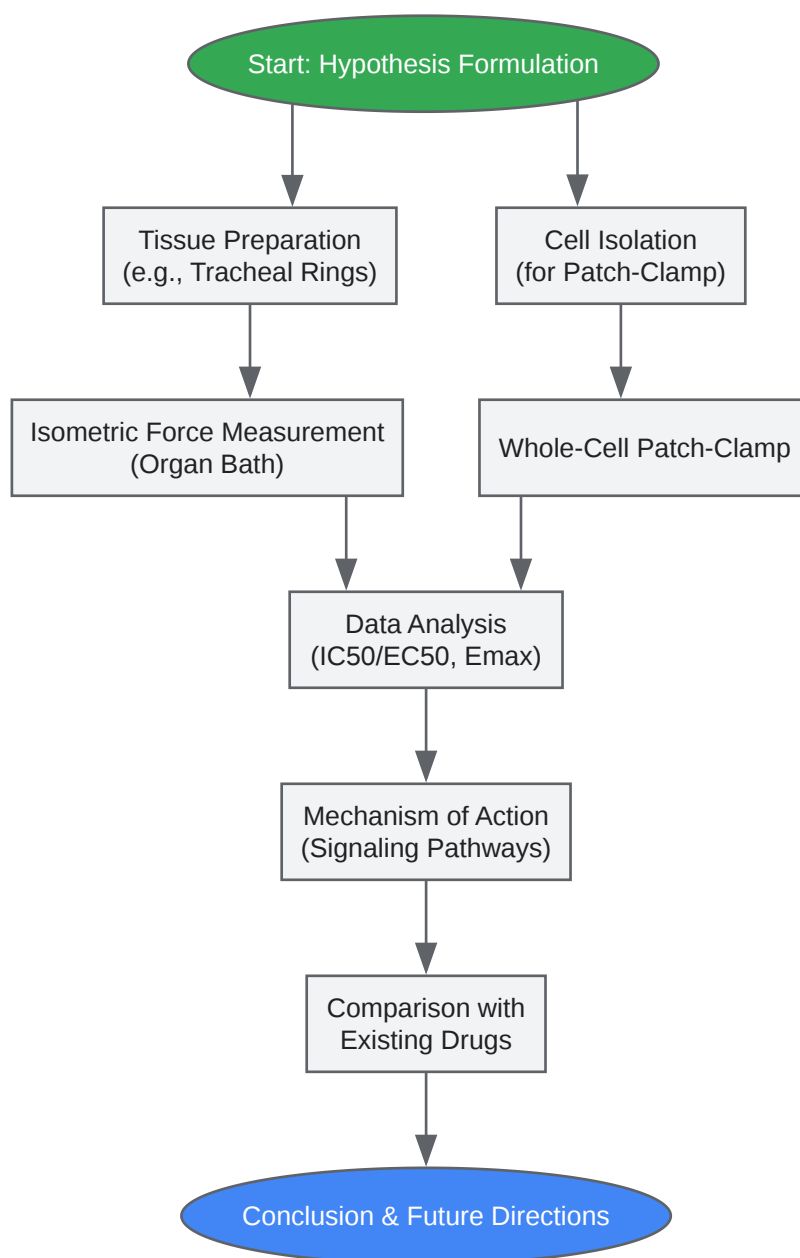 Start: Hypothesis Formulation
Tissue Preparation
(e.g., Tracheal Rings)
Cell Isolation
(for Patch-Clamp)
Isometric Force Measurement
(Organ Bath)
Whole-Cell Patch-Clamp
Data Analysis
(IC50/EC50, Emax)
Mechanism of Action
(Signaling Pathways)
Comparison with
Existing Drugs
Conclusion & Future Directions